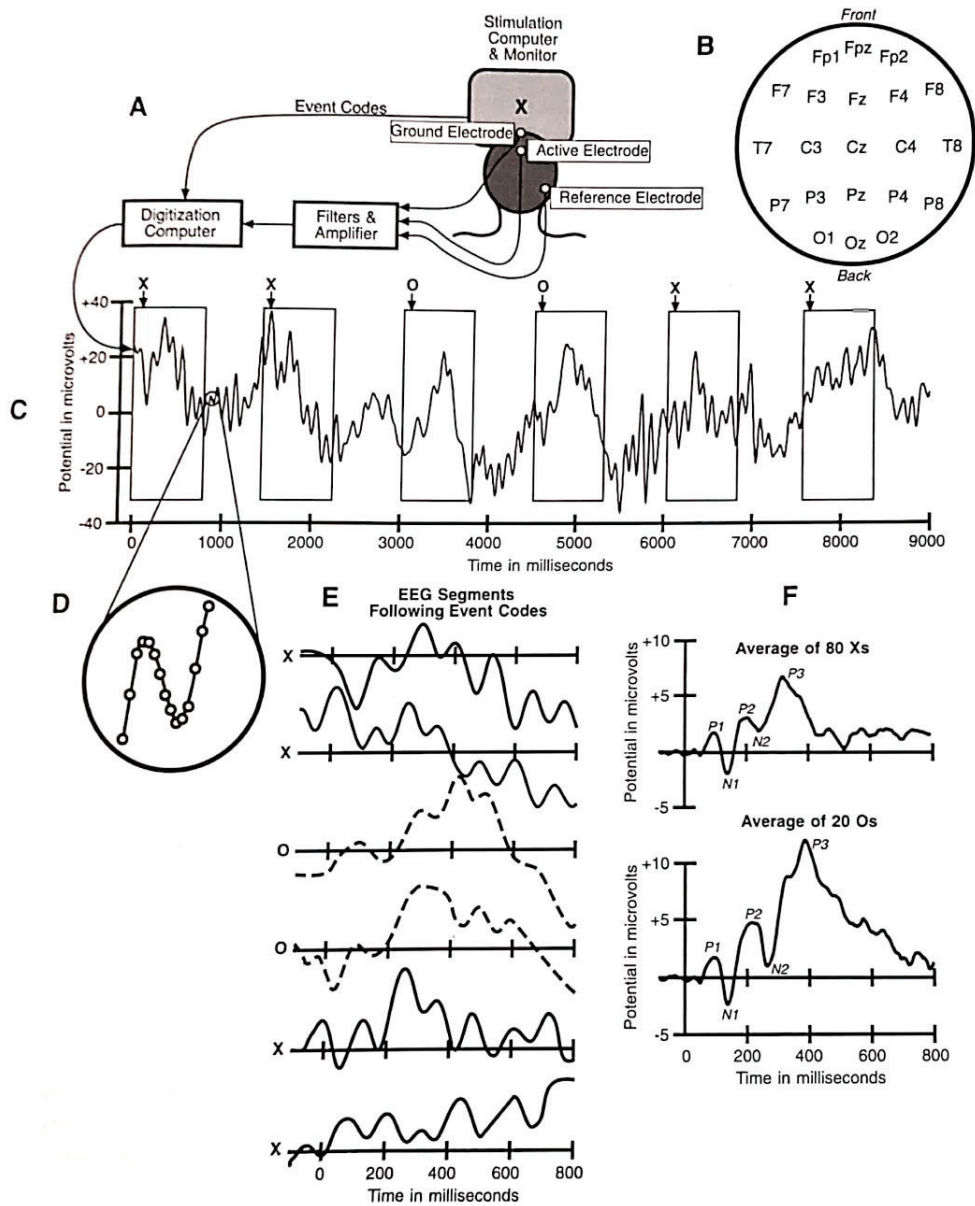 A
Stimulation
Computer
& Monitor
X
Event Codes
Ground Electrode
Active Electrode
Reference Electrode
Digitization
Computer
Filters &
Amplifier
B
Front
Fp1 Fpz Fp2
F7 F3 Fz F4 F8
T7 C3 Cz C4 T8
P7 P3 Pz P4 P8
O1 Oz O2
Back
C
X X O O X X
Potential in microvolts
+40
+20
0
-20
-40
0 1000 2000 3000 4000 5000 6000 7000 8000 9000
Time in milliseconds
D
E
EEG Segments
Following Event Codes
X
X
O
O
X
X
0 200 400 600 800
Time in milliseconds
F
Average of 80 Xs
Potential in microvolts
+10
+5
-5
P1 N1 P2 N2 P3
Average of 20 Os
Potential in microvolts
+10
+5
-5
P1 N1 P2 N2 P3
0 200 400 600 800
Time in milliseconds